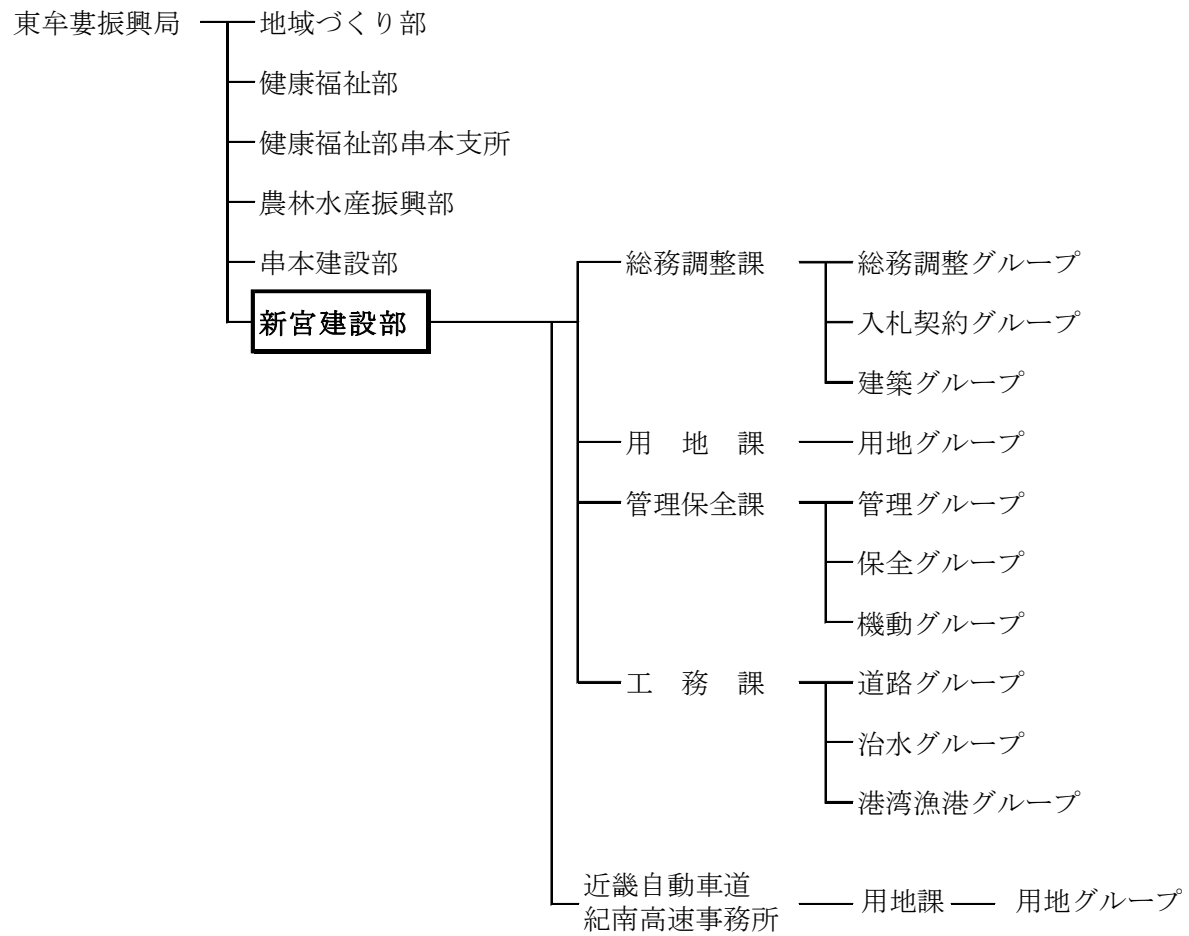 東牟婁振興局 地域づくり部
健康福祉部
健康福祉部串本支所
農林水産振興部
串本建設部 総務調整課 総務調整グループ
新宮建設部 入札契約グループ
建築グループ
用 地 課 用地グループ
管理保全課 管理グループ
保全グループ
機動グループ
工 務 課 道路グループ
治水グループ
港湾漁港グループ
近畿自動車道
紀南高速事務所 用地課 用地グループ